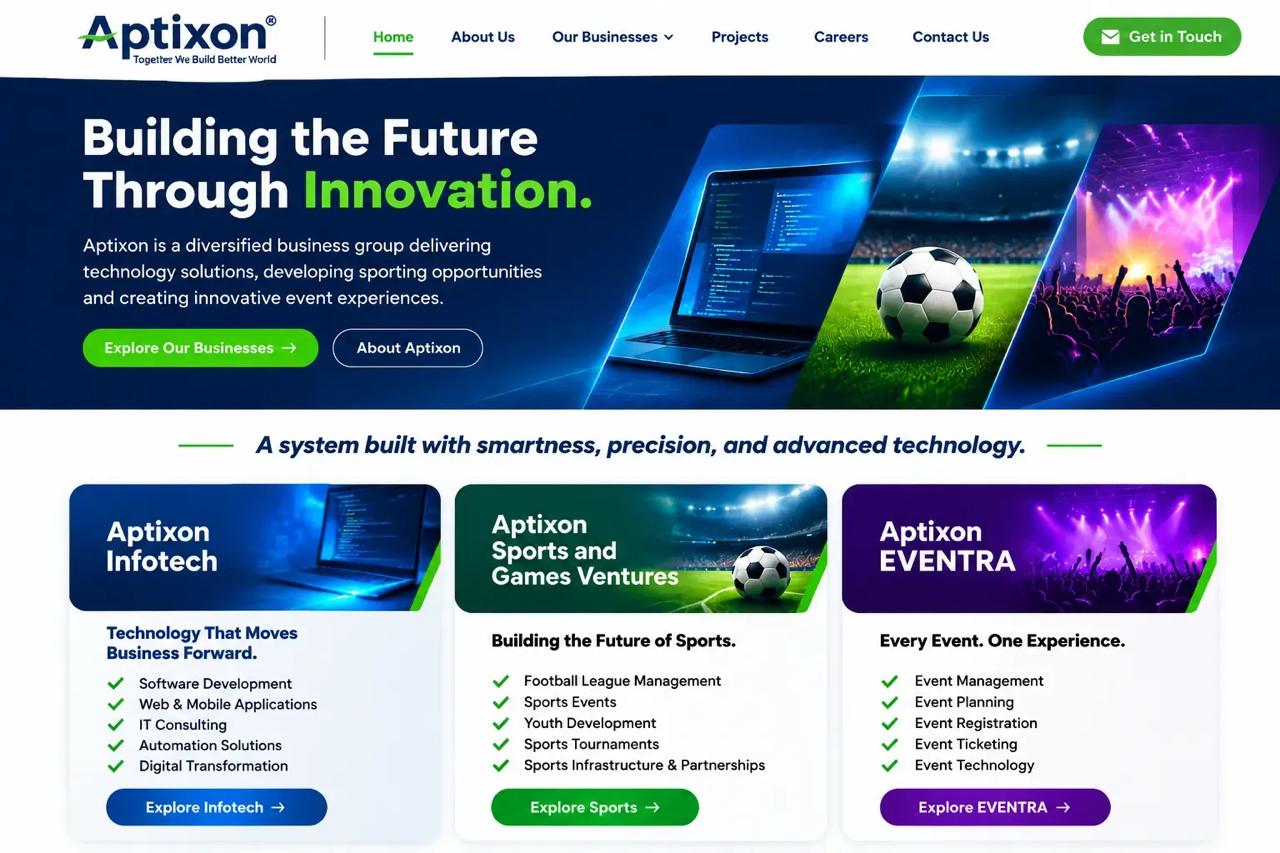 Aptixon®
Together We Build Better World
Home
About Us
Our Businesses
Projects
Careers
Contact Us
Get in Touch
Building the Future
Through Innovation.
Aptixon is a diversified business group delivering
technology solutions, developing sporting opportunities
and creating innovative event experiences.
Explore Our Businesses →
About Aptixon
A system built with smartness, precision, and advanced technology.
Aptixon
Infotech
Technology That Moves
Business Forward.
Software Development
Web & Mobile Applications
IT Consulting
Automation Solutions
Digital Transformation
Explore Infotech →
Aptixon
Sports and
Games Ventures
Building the Future of Sports.
Football League Management
Sports Events
Youth Development
Sports Tournaments
Sports Infrastructure & Partnerships
Explore Sports →
Aptixon
EVENTRA
Every Event. One Experience.
Event Management
Event Planning
Event Registration
Event Ticketing
Event Technology
Explore EVENTRA →